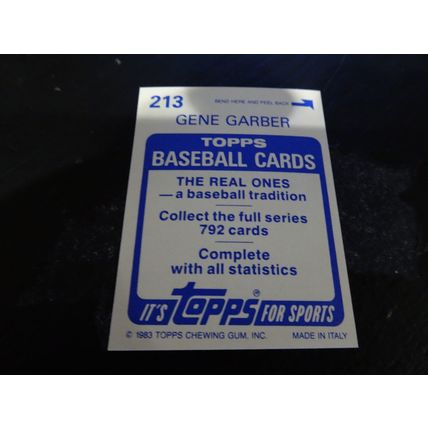 213 BEND HERE AND PEEL BACK
GENE GARBER
TOPPS
BASEBALL CARDS
THE REAL ONES
— a baseball tradition
Collect the full series
792 cards
Complete
with all statistics
IT'S Topps® FOR SPORTS
© 1983 TOPPS CHEWING GUM, INC. MADE IN ITALY